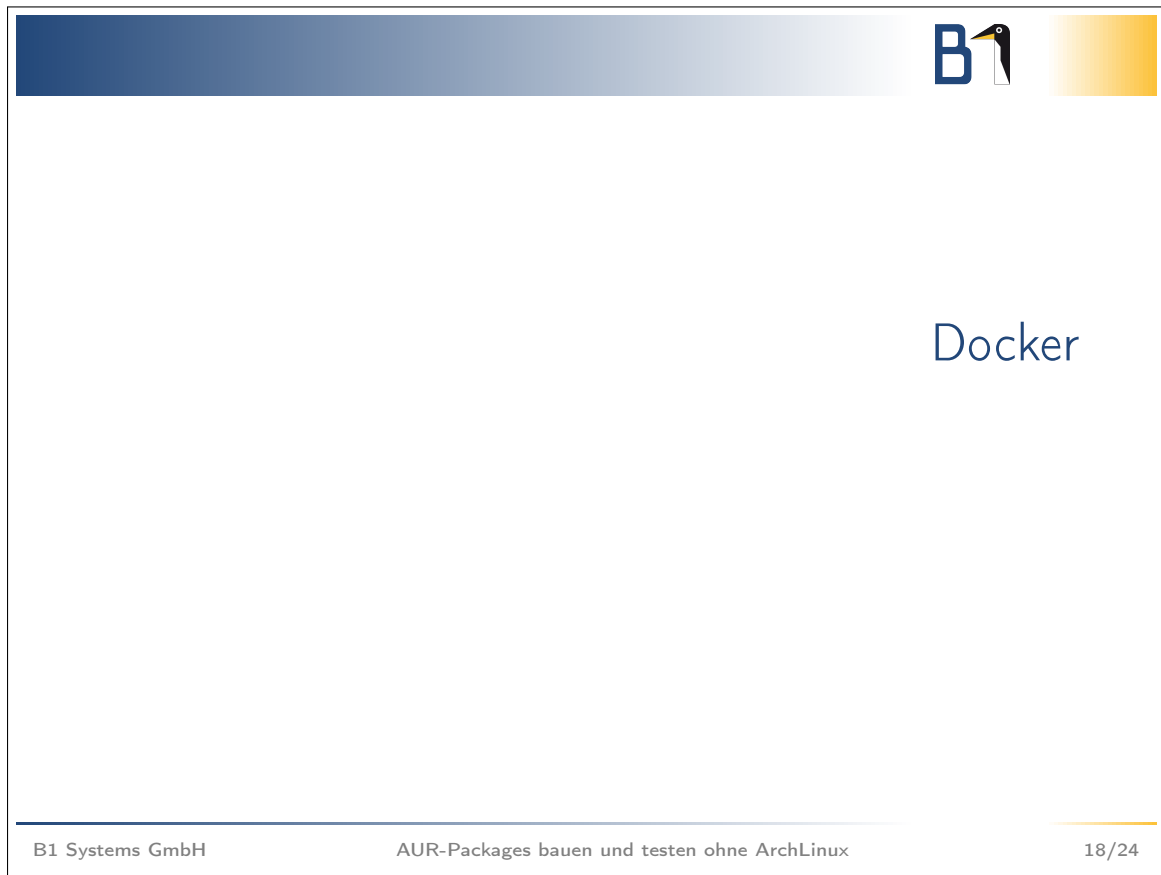 B1
Docker
B1 Systems GmbH
AUR-Packages bauen und testen ohne ArchLinux
18/24